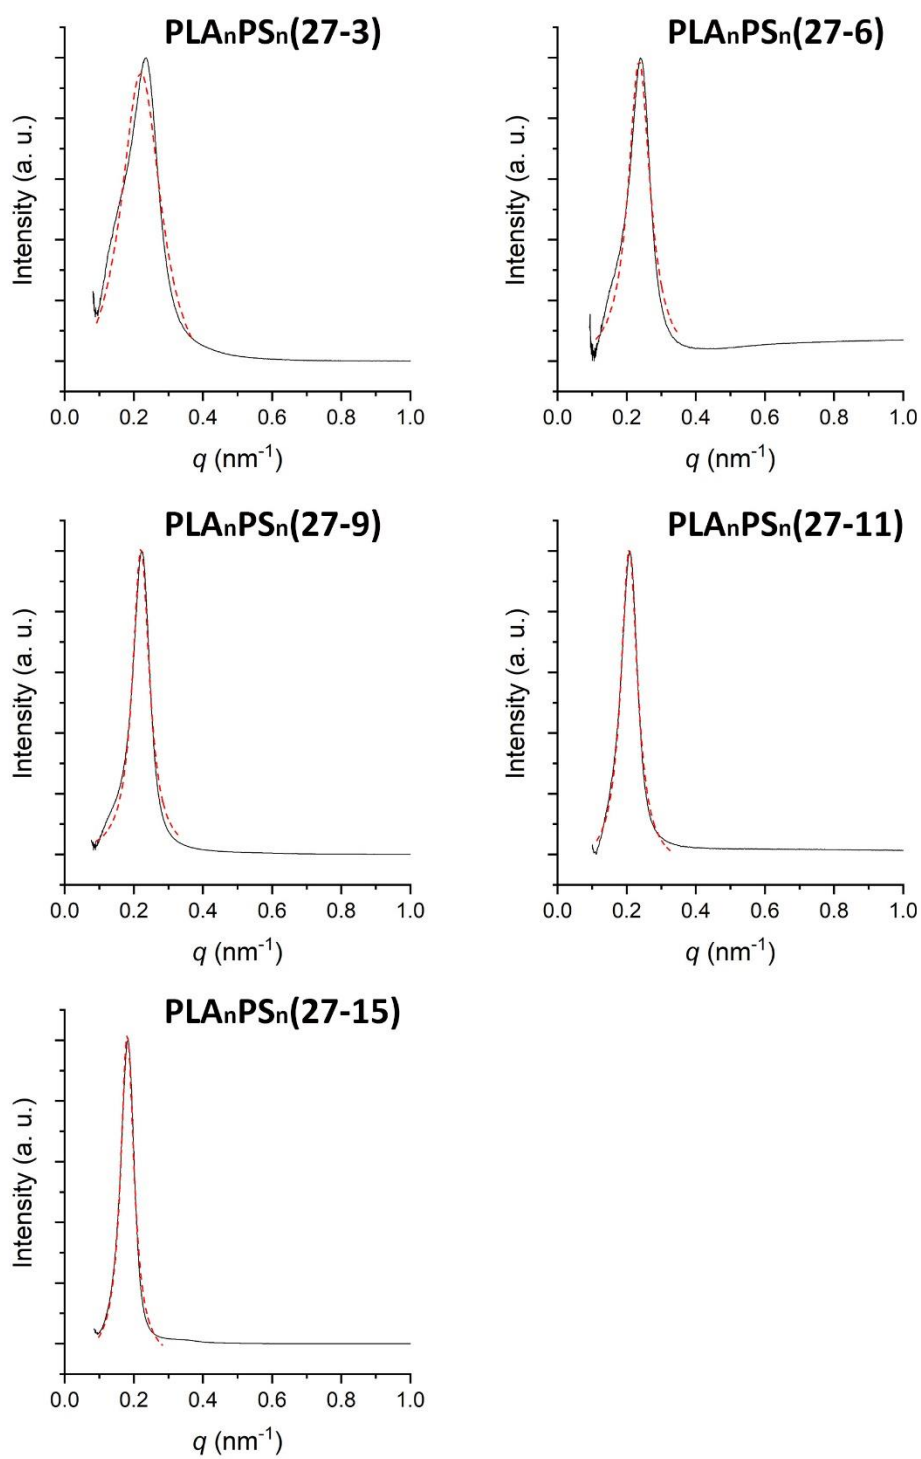 PLAnPSn(27-3)
Intensity (a. u.)
0.0 0.2 0.4 0.6 0.8 1.0
q (nm-1)
PLAnPSn(27-6)
Intensity (a. u.)
0.0 0.2 0.4 0.6 0.8 1.0
q (nm-1)
PLAnPSn(27-9)
Intensity (a. u.)
0.0 0.2 0.4 0.6 0.8 1.0
q (nm-1)
PLAnPSn(27-11)
Intensity (a. u.)
0.0 0.2 0.4 0.6 0.8 1.0
q (nm-1)
PLAnPSn(27-15)
Intensity (a. u.)
0.0 0.2 0.4 0.6 0.8 1.0
q (nm-1)